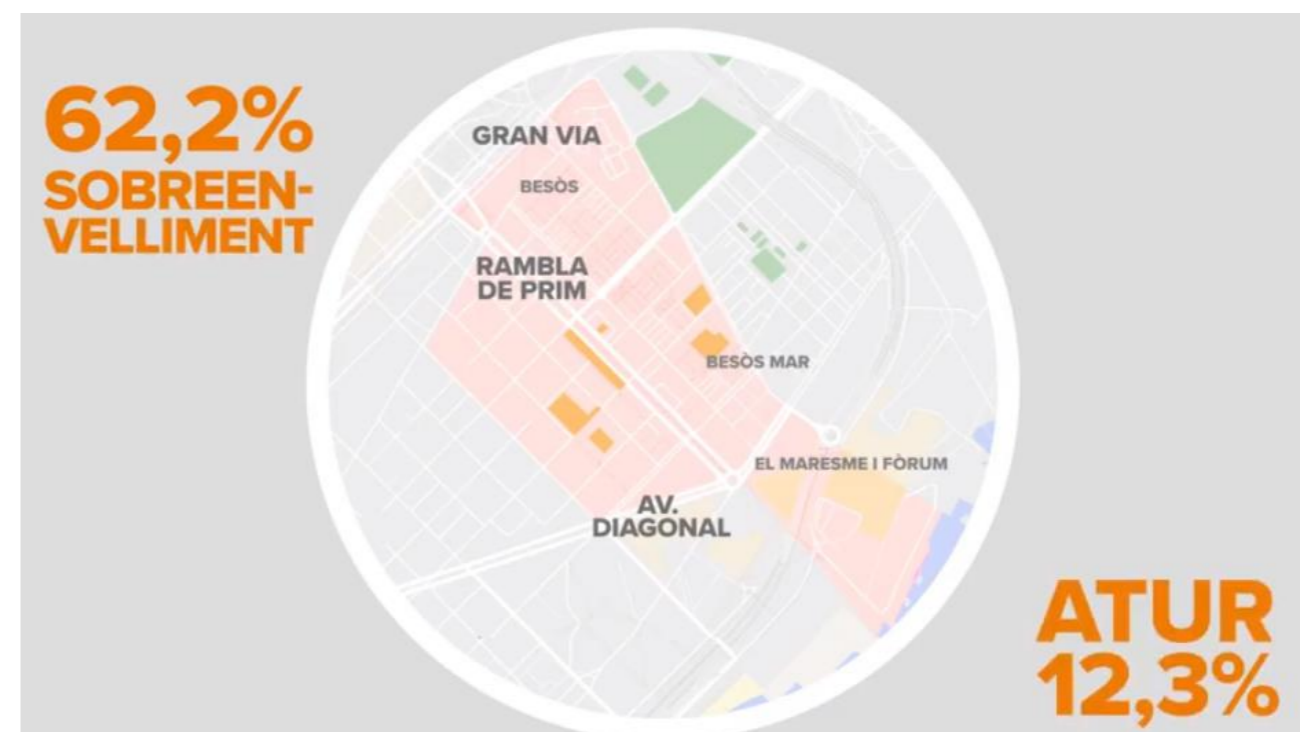 62,2%
SOBREEN-
VELLIMENT
GRAN VIA
BESÒS
RAMBLA
DE PRIM
BESÒS MAR
EL MARESME I FÒRUM
AV.
DIAGONAL
ATUR
12,3%